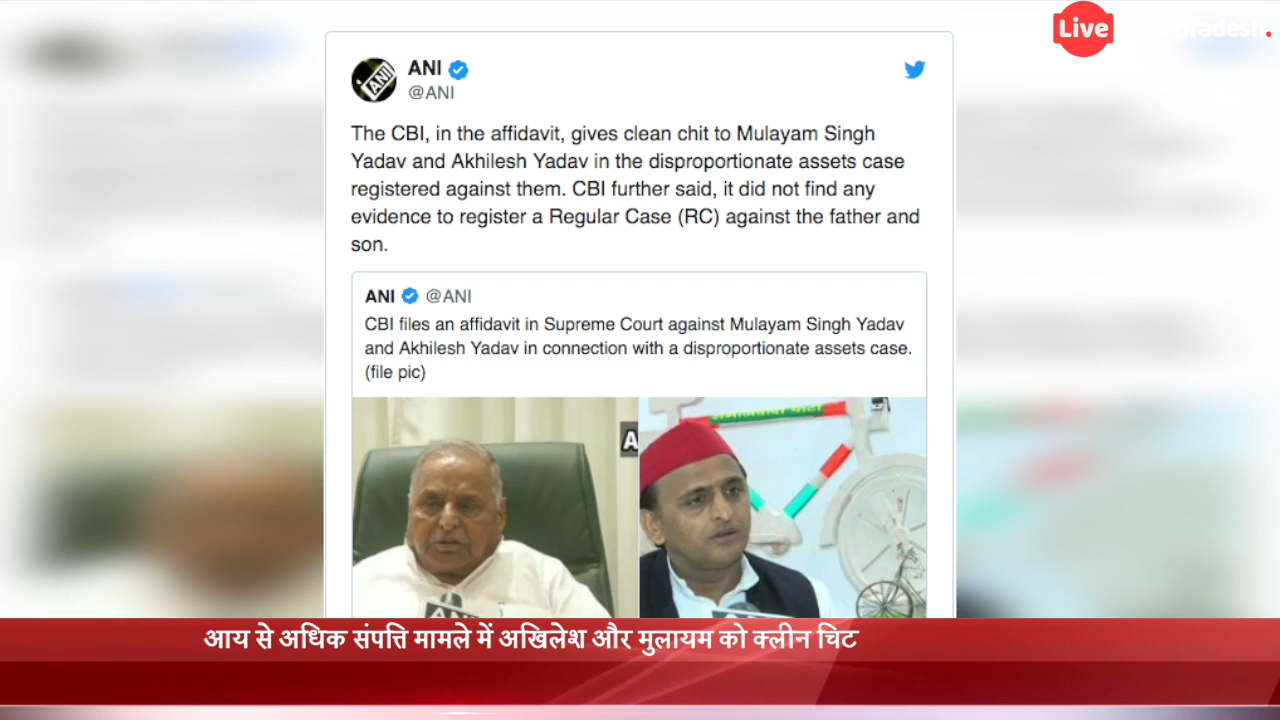 Live
pradesh.
ANI
@ANI
The CBI, in the affidavit, gives clean chit to Mulayam Singh
Yadav and Akhilesh Yadav in the disproportionate assets case
registered against them. CBI further said, it did not find any
evidence to register a Regular Case (RC) against the father and
son.
ANI @ANI
CBI files an affidavit in Supreme Court against Mulayam Singh Yadav
and Akhilesh Yadav in connection with a disproportionate assets case.
(file pic)
आय से अधिक संपत्ति मामले में अखिलेश और मुलायम को क्लीन चिट